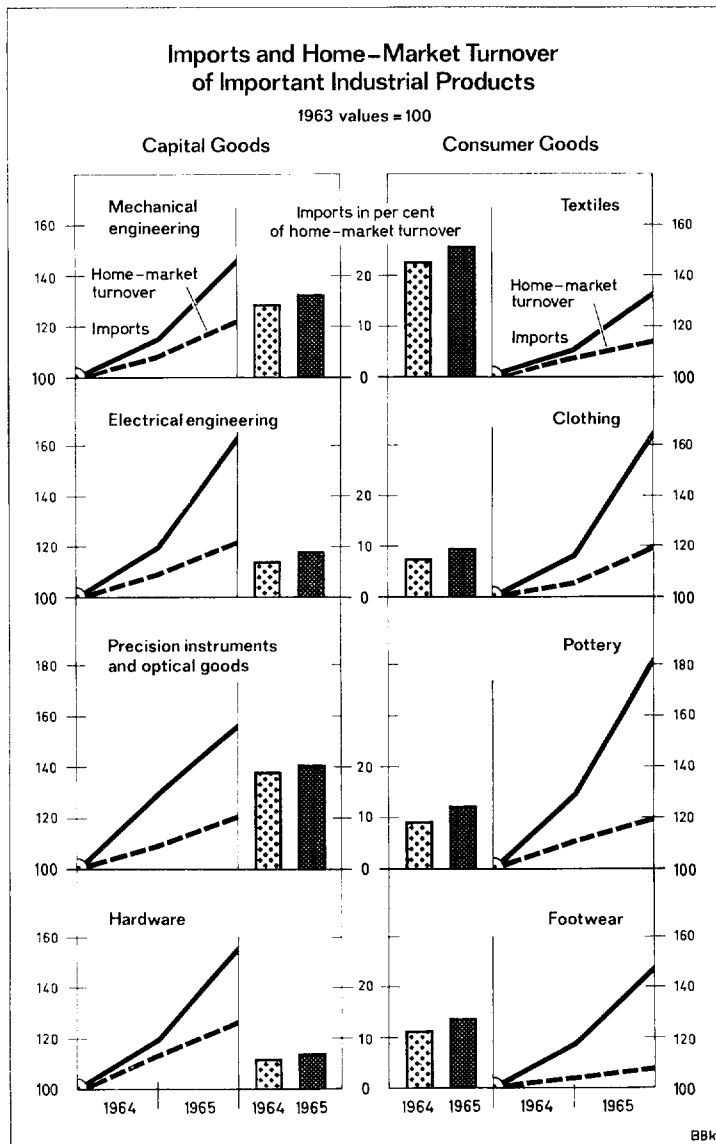 Imports and Home-Market Turnover
of Important Industrial Products
1963 values = 100
Capital Goods
Consumer Goods
Mechanical
engineering
Home-market
turnover
Imports
160
140
120
100
Imports in per cent
of home-market turnover
20
10
0
Textiles
Home-market
turnover
Imports
160
140
120
100
Electrical engineering
160
140
120
100
20
10
0
Clothing
160
140
120
100
Precision instruments
and optical goods
180
160
140
120
100
20
10
0
Pottery
180
160
140
120
100
Hardware
160
140
120
100
20
10
0
Footwear
160
140
120
100
1964 1965 1964 1965 1964 1965 1964 1965
BBk